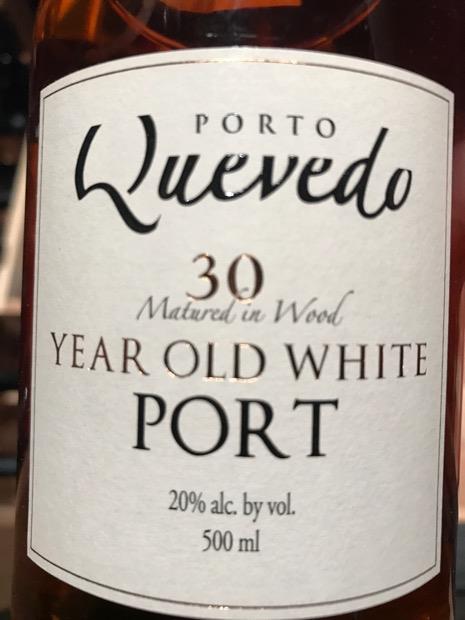 PORTO
Quevedo
30
Matured in Wood
YEAR OLD WHITE
PORT
20% alc. by vol.
500 ml